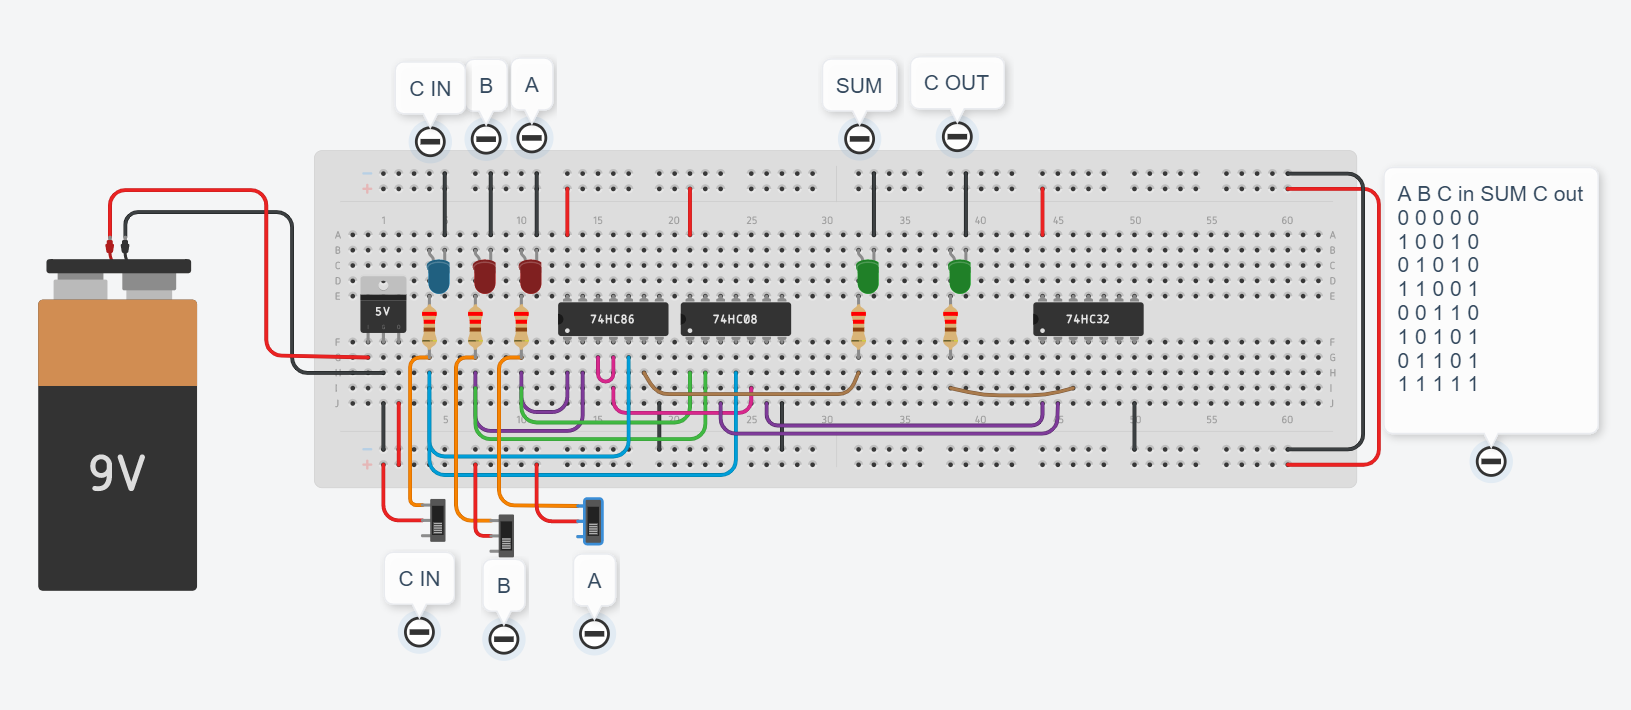 C IN
B
A
SUM
C OUT
1 5 10 15 20 25 30 35 40 45 50 55 60
A A
B B
C C
D D
E E
5V
74HC86
74HC08
74HC32
F F
G G
H H
I I
J J
5 10 15 20 25 30 35 40 45 50 55 60
9V
C IN
B
A
A B C in SUM C out
0 0 0 0 0
1 0 0 1 0
0 1 0 1 0
1 1 0 0 1
0 0 1 1 0
1 0 1 0 1
0 1 1 0 1
1 1 1 1 1